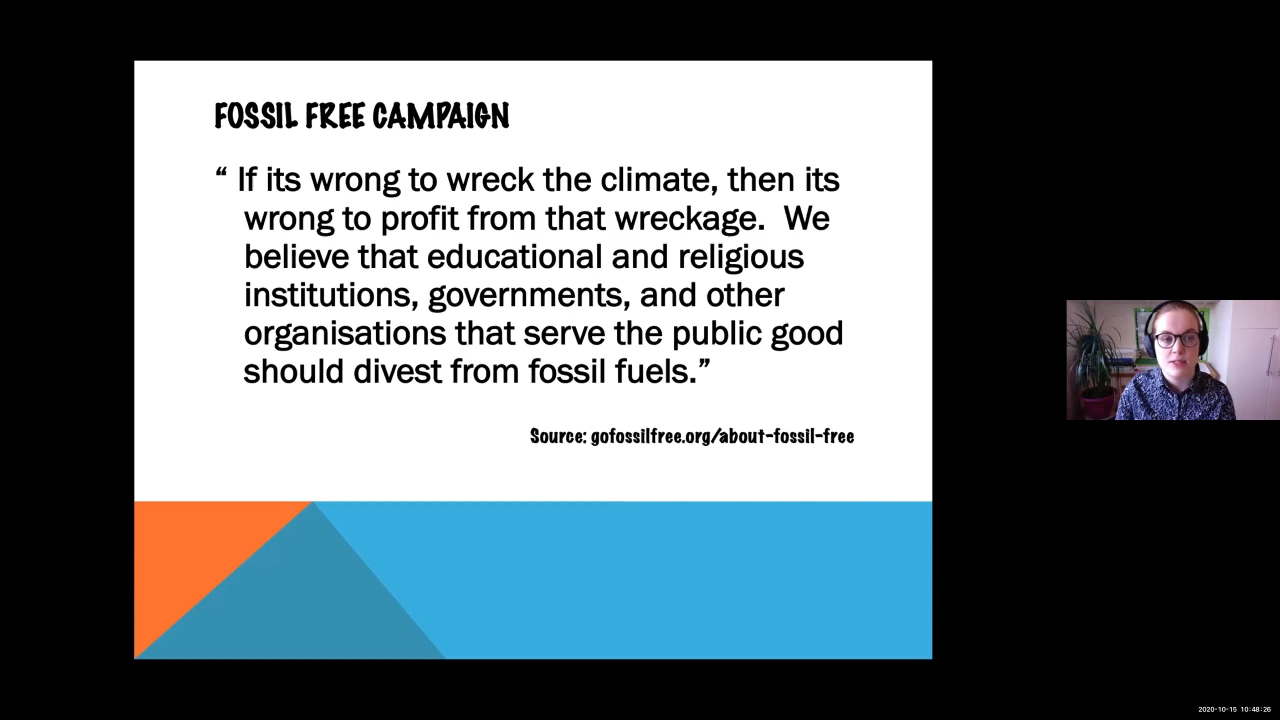 FOSSIL FREE CAMPAIGN
“ If its wrong to wreck the climate, then its
wrong to profit from that wreckage.  We
believe that educational and religious
institutions, governments, and other
organisations that serve the public good
should divest from fossil fuels.”
Source: gofossilfree.org/about-fossil-free
2020-10-15 10:48:26